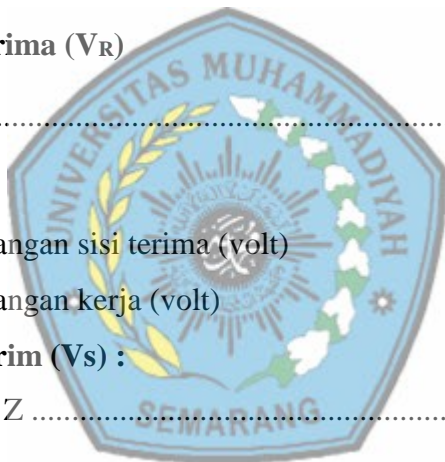 rima (VR)
................................................
angan sisi terima (volt)
angan kerja (volt)
rim (Vs) :
Z ................................................
UNIVERSITAS MUHAMMADIYAH
SEMARANG